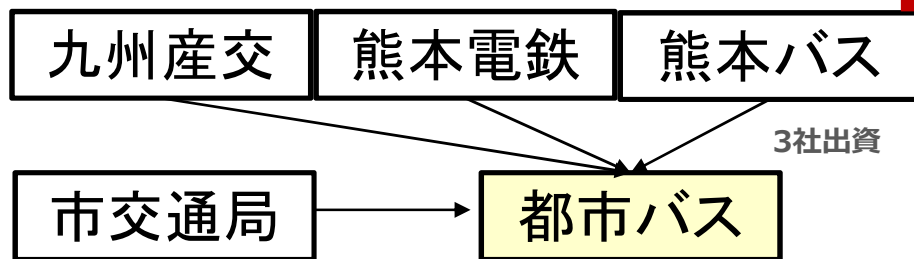 九州産交
熊本電鉄
熊本バス
3社出資
市交通局
都市バス